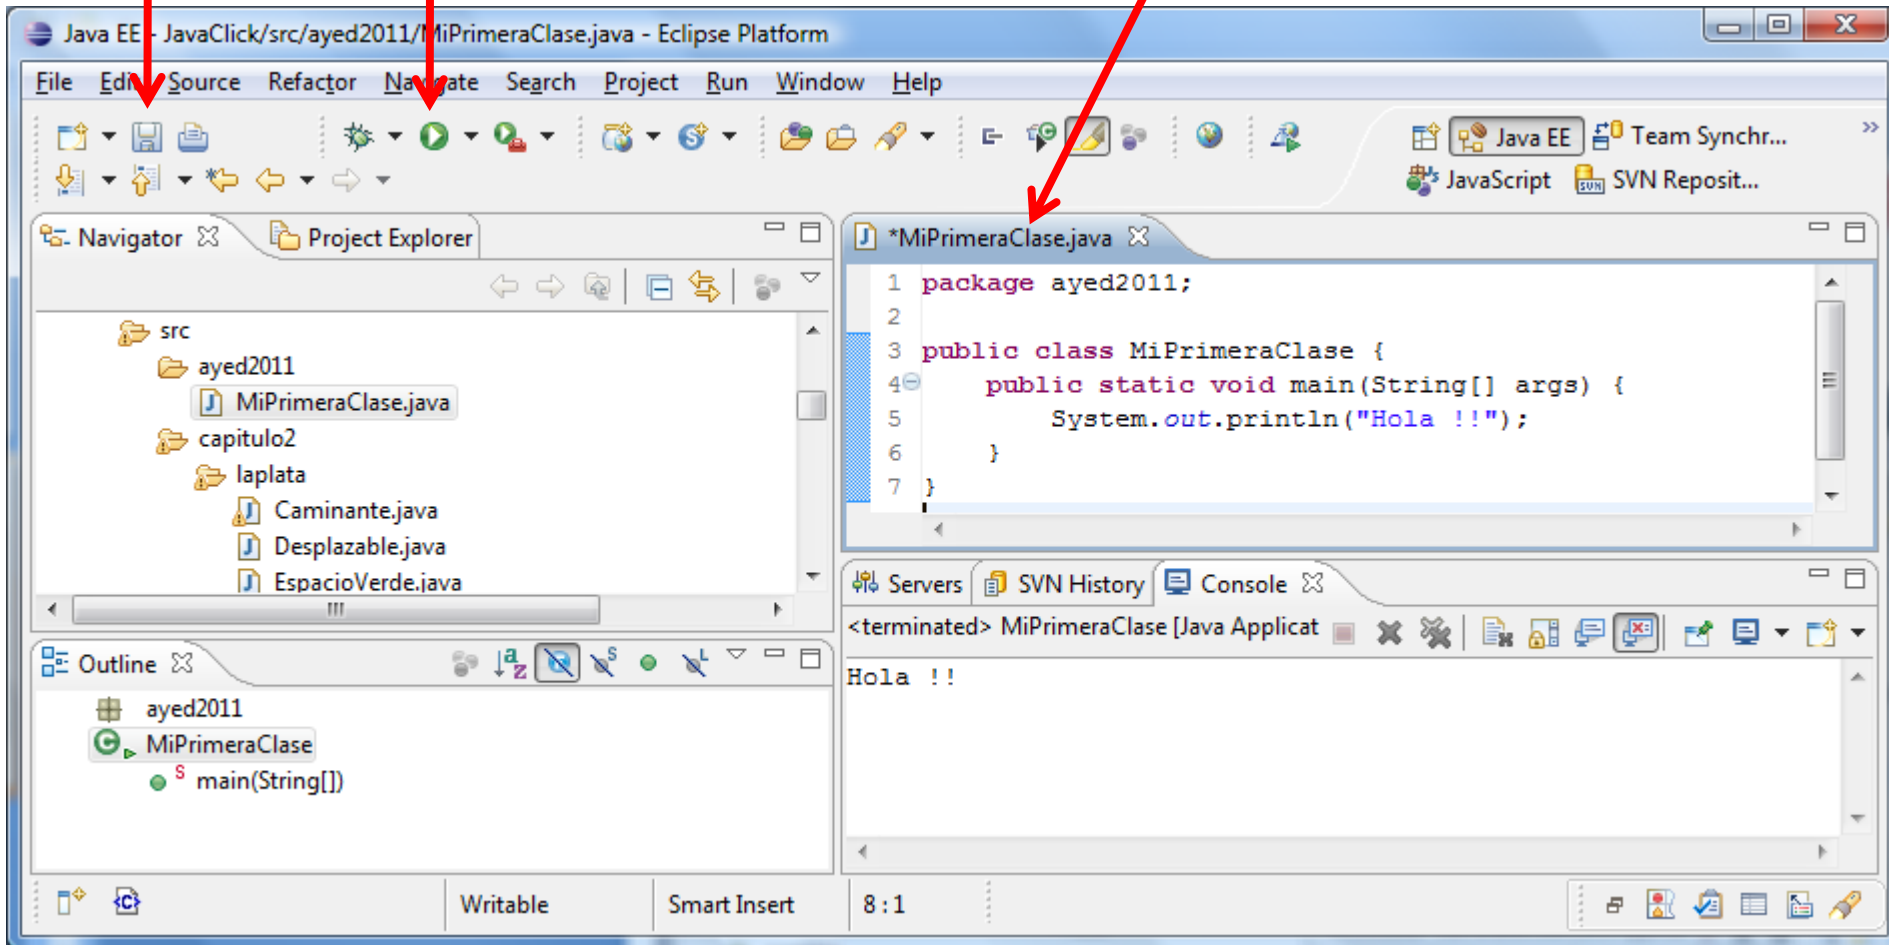 Java EE - JavaClick/src/ayed2011/MiPrimeraClase.java - Eclipse Platform
File Edit Source Refactor Navigate Search Project Run Window Help
Java EE Team Synchr... »
JavaScript SVN Reposit...
Navigator Project Explorer
src
ayed2011
MiPrimeraClase.java
capitulo2
laplata
Caminante.java
Desplazable.java
EspacioVerde.java
Outline
ayed2011
MiPrimeraClase
S main(String[])
*MiPrimeraClase.java
1 package ayed2011;
2
3 public class MiPrimeraClase {
4 public static void main(String[] args) {
5 System.out.println("Hola !!");
6 }
7 }
Servers SVN History Console
<terminated> MiPrimeraClase [Java Applicat
Hola !!
Writable Smart Insert 8 : 1